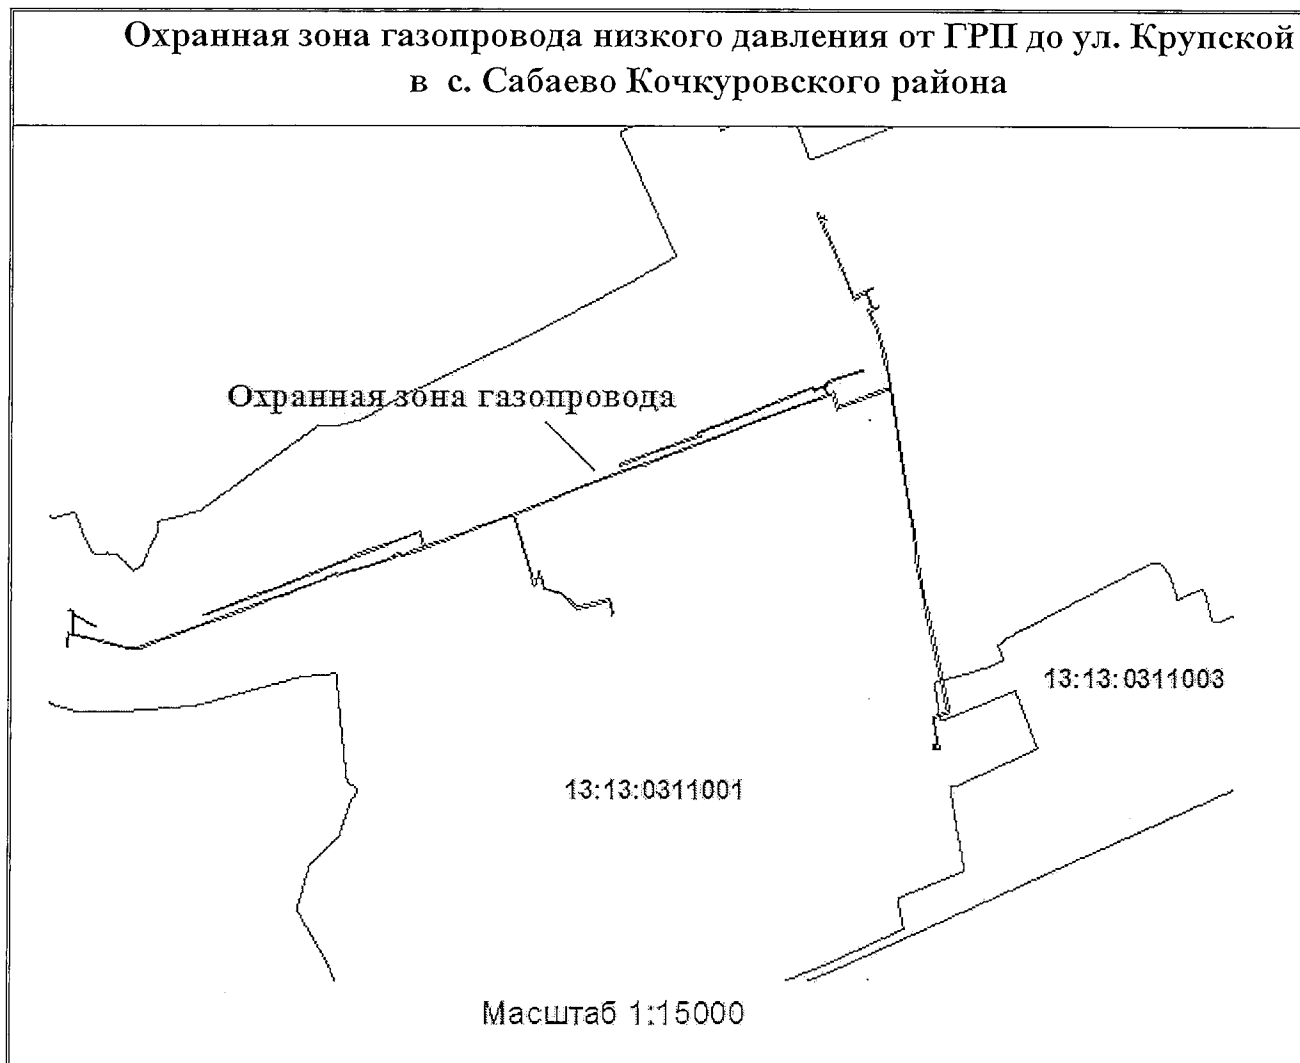 Охранная зона газопровода низкого давления от ГРП до ул. Крупской
в с. Сабаево Кочкуровского района
Охранная зона газопровода
13:13:0311003
13:13:0311001
Масштаб 1:15000